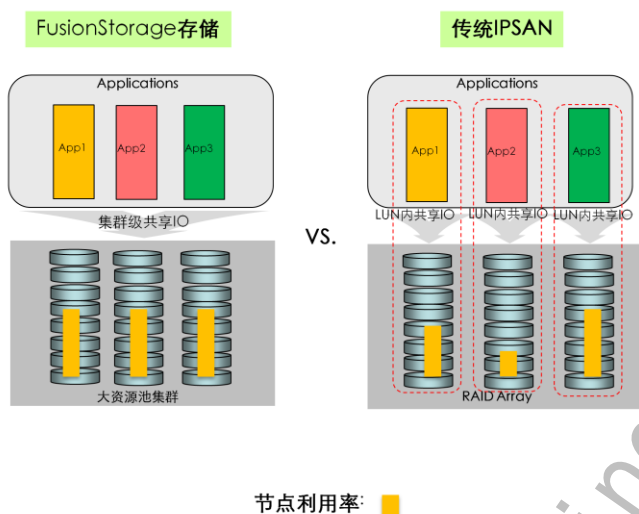 FusionStorage存储
传统IPSAN
Applications
App1
App2
App3
集群级共享IO
大资源池集群
VS.
Applications
App1
App2
App3
LUN内共享IO
LUN内共享IO
LUN内共享IO
RAID Array
节点利用率: